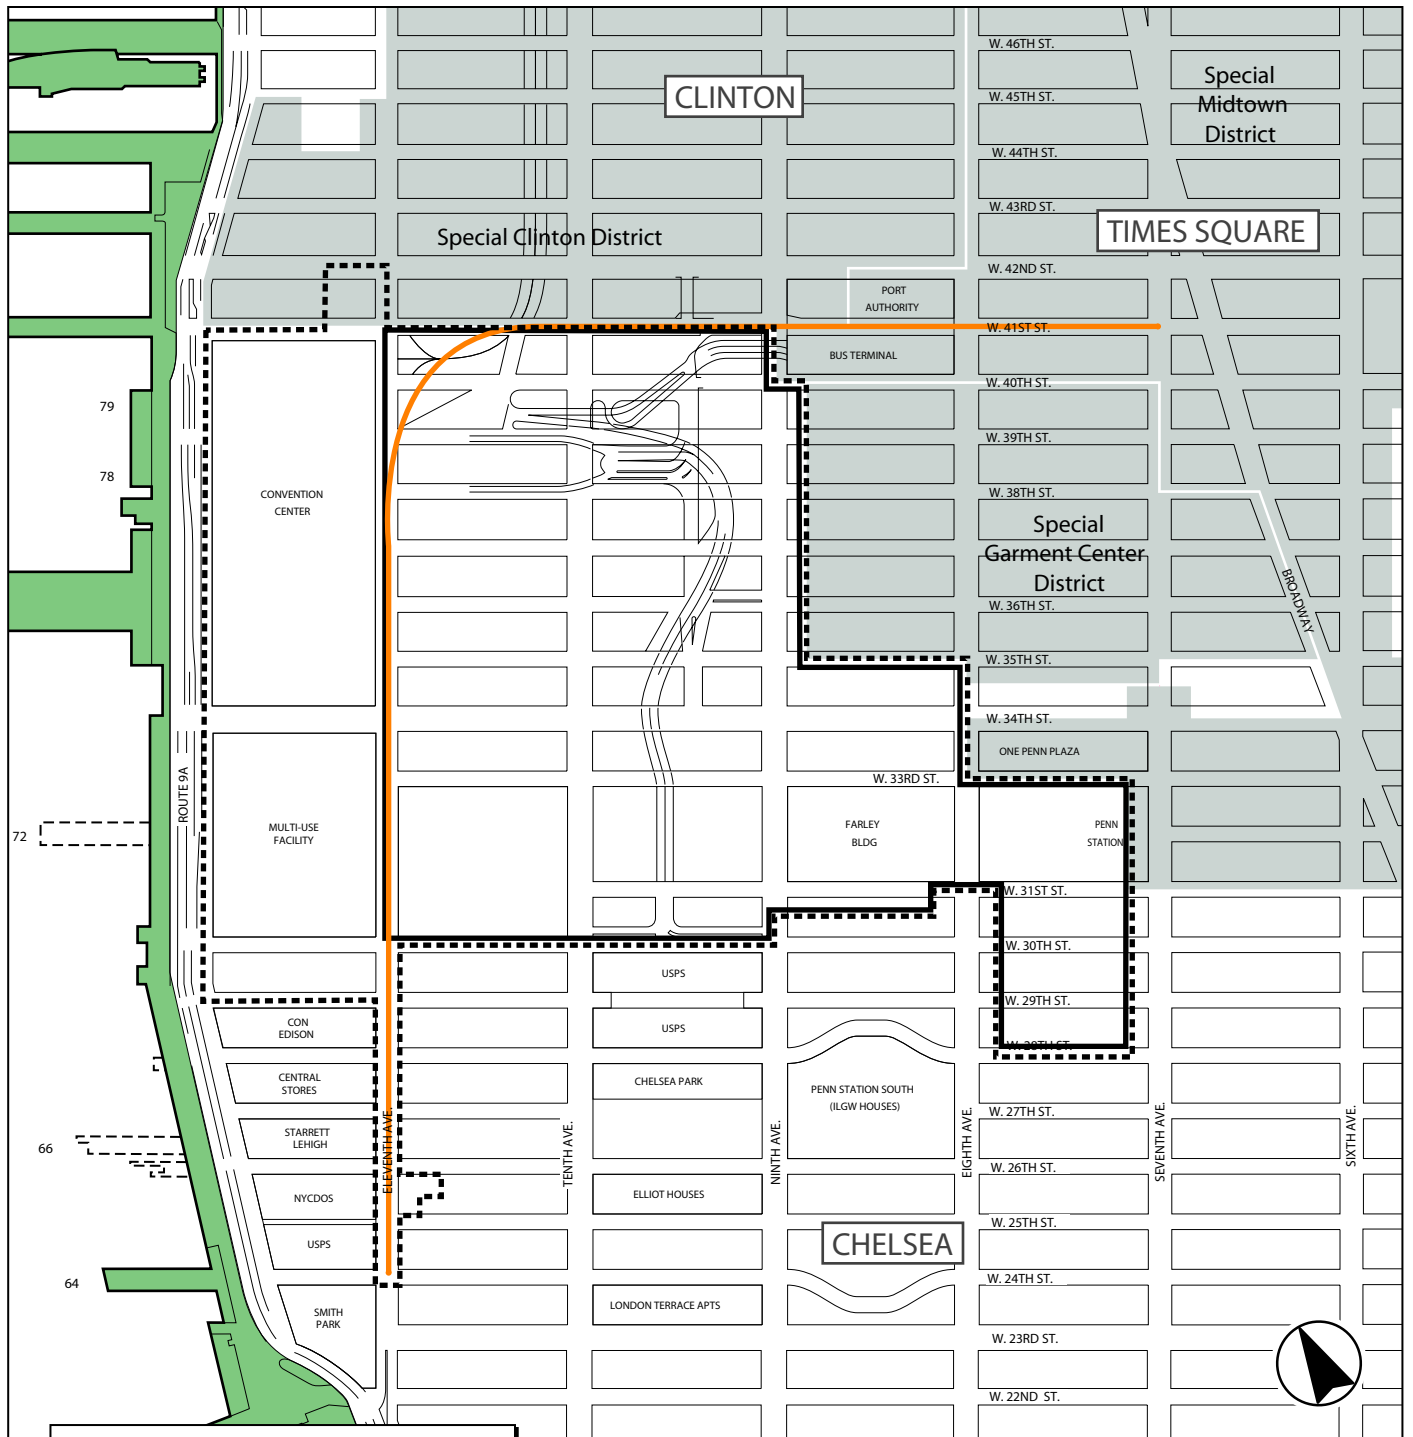 W. 46TH ST.
Special
Midtown
District
CLINTON
W. 45TH ST.
W. 44TH ST.
W. 43RD ST.
TIMES SQUARE
Special Clinton District
W. 42ND ST.
PORT
AUTHORITY
W. 41ST ST.
BUS TERMINAL
W. 40TH ST.
79
W. 39TH ST.
78
CONVENTION
CENTER
W. 38TH ST.
Special
Garment Center
District
BROADWAY
W. 36TH ST.
W. 35TH ST.
W. 34TH ST.
ONE PENN PLAZA
W. 33RD ST.
ROUTE 9A
72
MULTI-USE
FACILITY
FARLEY
BLDG
PENN
STATION
W. 31ST ST.
W. 30TH ST.
USPS
W. 29TH ST.
CON
EDISON
USPS
W. 28TH ST.
CENTRAL
STORES
CHELSEA PARK
PENN STATION SOUTH
(ILGW HOUSES)
W. 27TH ST.
ELEVENTH AVE.
TENTH AVE.
NINTH AVE.
EIGHTH AVE.
SEVENTH AVE.
SIXTH AVE.
66
STARRETT
LEHIGH
W. 26TH ST.
NYCDOS
ELLIOT HOUSES
W. 25TH ST.
USPS
CHELSEA
64
W. 24TH ST.
SMITH
PARK
LONDON TERRACE APTS
W. 23RD ST.
W. 22ND ST.